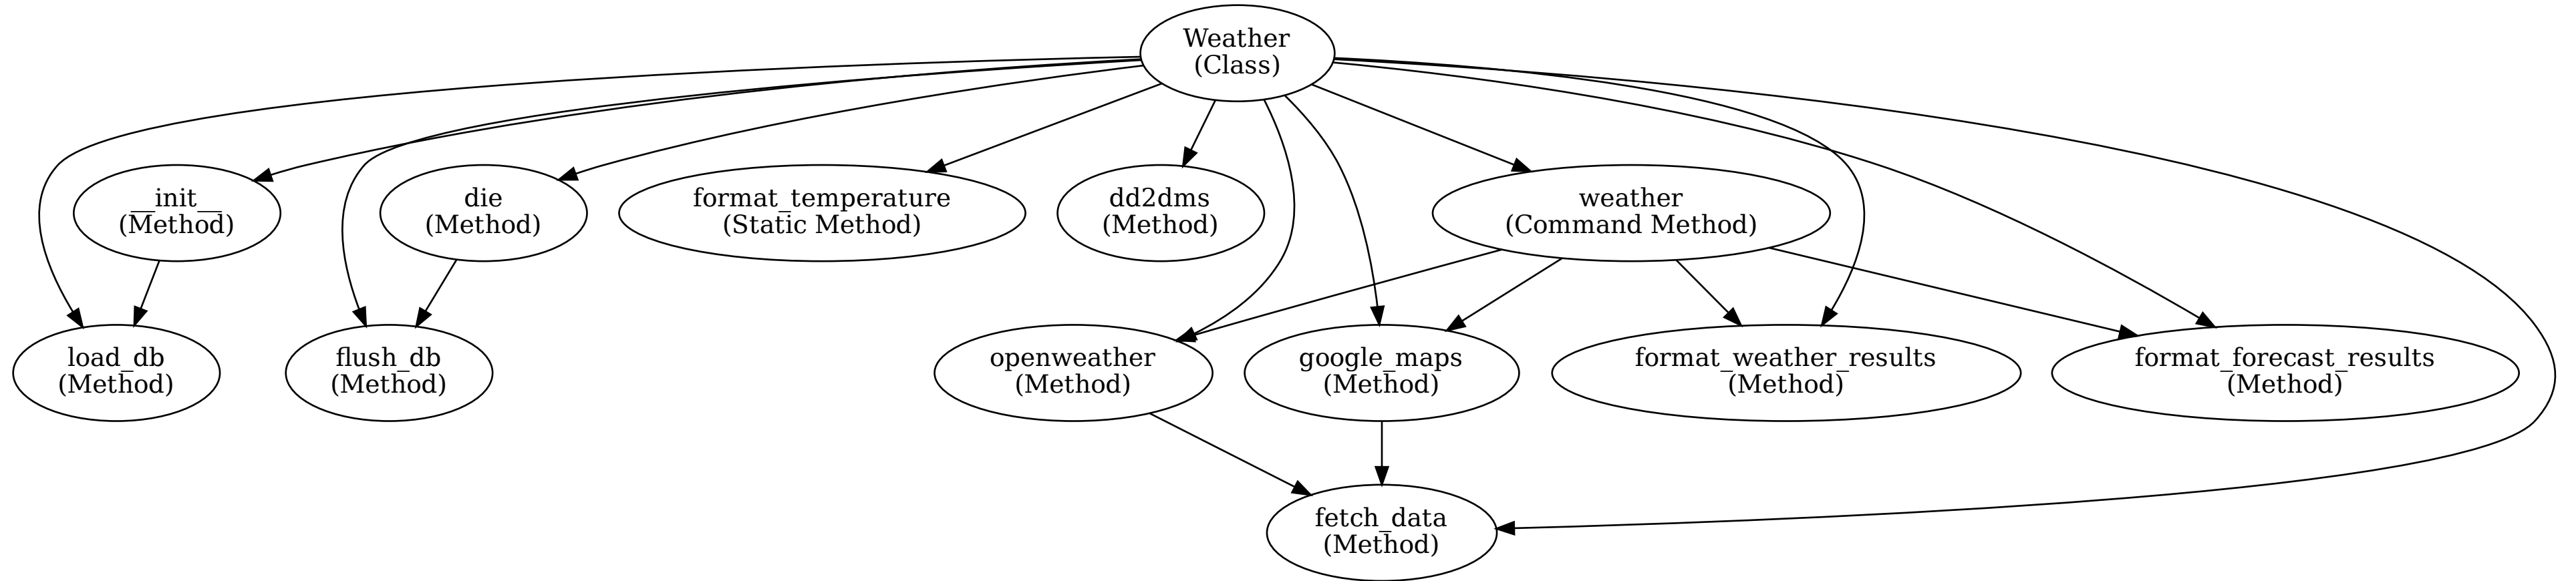 Weather
(Class)
__init__
(Method)
die
(Method)
format_temperature
(Static Method)
dd2dms
(Method)
weather
(Command Method)
load_db
(Method)
flush_db
(Method)
openweather
(Method)
google_maps
(Method)
format_weather_results
(Method)
format_forecast_results
(Method)
fetch_data
(Method)